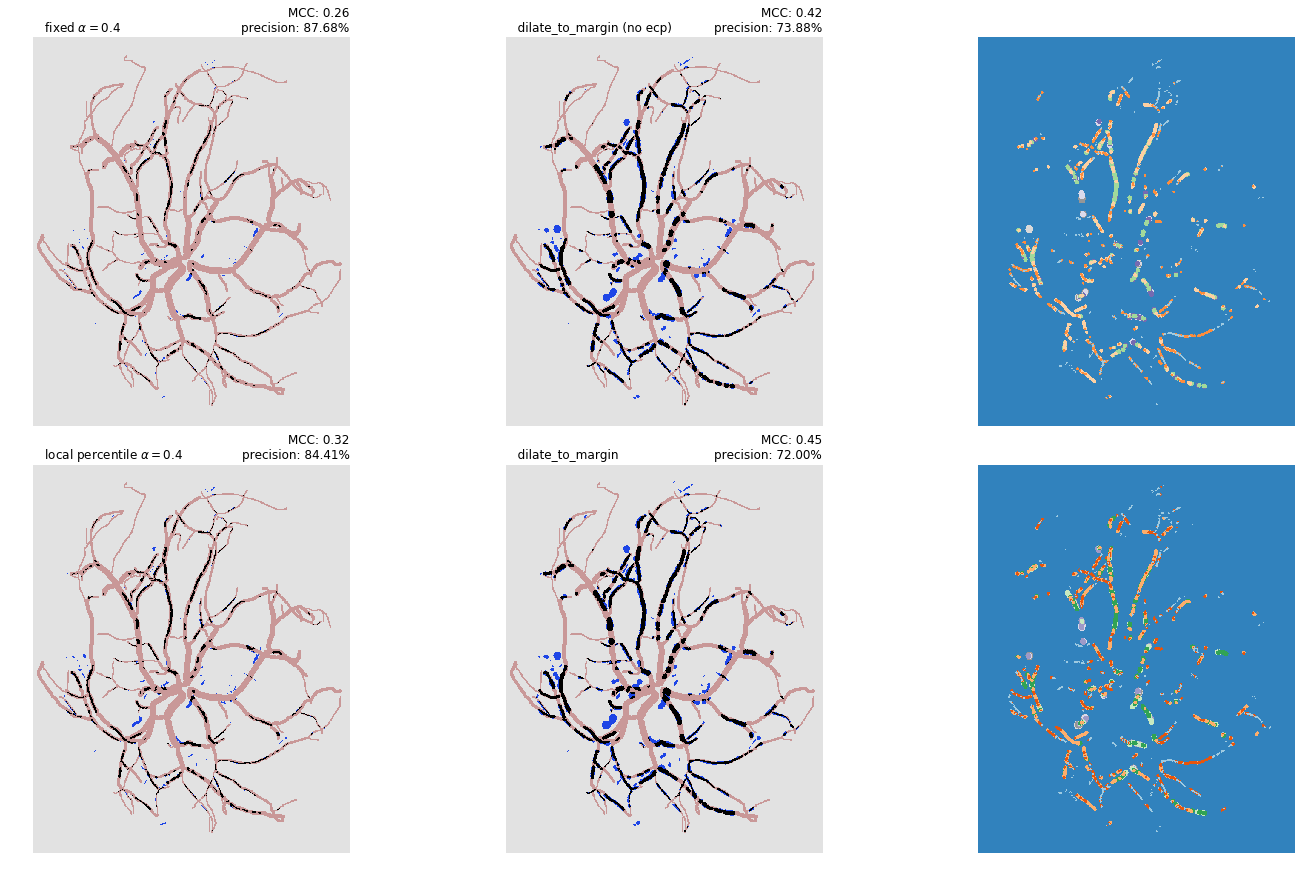 MCC: 0.26
fixed α = 0.4 precision: 87.68%
MCC: 0.42
dilate_to_margin (no ecp) precision: 73.88%
MCC: 0.32
local percentile α = 0.4 precision: 84.41%
MCC: 0.45
dilate_to_margin precision: 72.00%